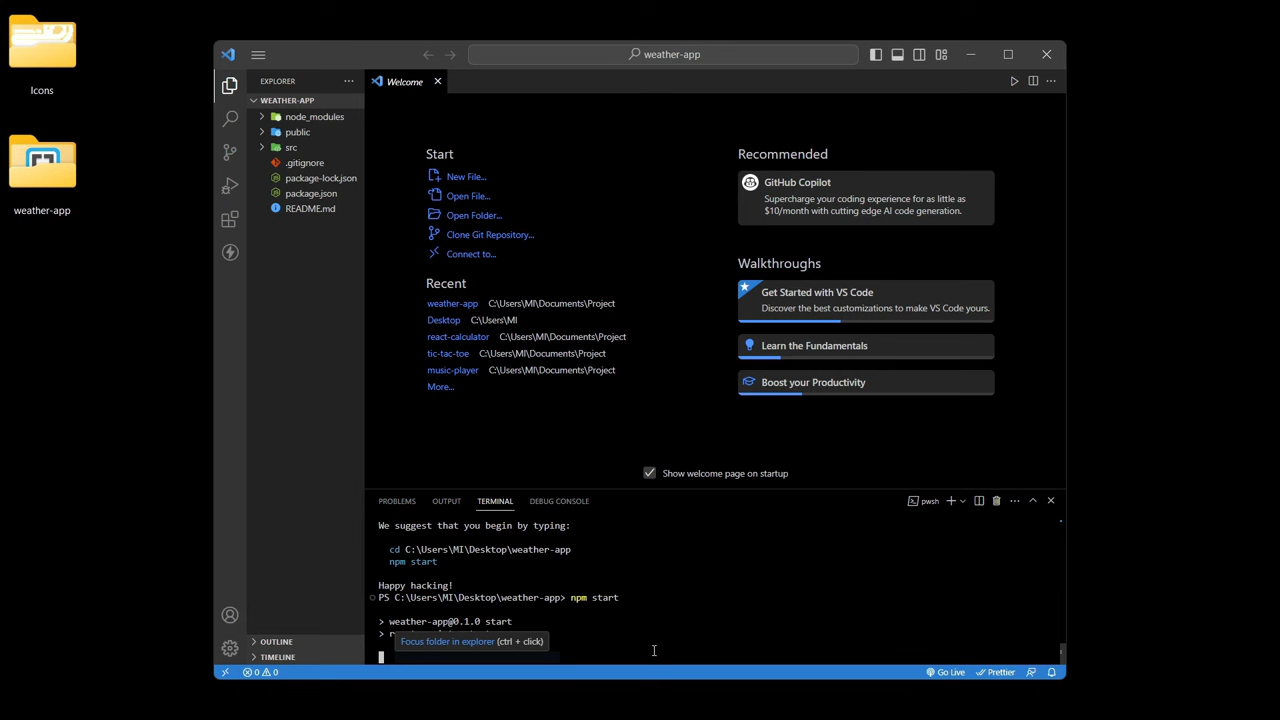 Icons
weather-app
weather-app
EXPLORER
WEATHER-APP
node_modules
public
src
.gitignore
package-lock.json
package.json
README.md
OUTLINE
TIMELINE
Welcome
Start
New File...
Open File...
Open Folder...
Clone Git Repository...
Connect to...
Recent
weather-app C:\Users\MI\Documents\Project
Desktop C:\Users\MI
react-calculator C:\Users\MI\Documents\Project
tic-tac-toe C:\Users\MI\Documents\Project
music-player C:\Users\MI\Documents\Project
More...
Recommended
GitHub Copilot
Supercharge your coding experience for as little as
$10/month with cutting edge AI code generation.
Walkthroughs
Get Started with VS Code
Discover the best customizations to make VS Code yours.
Learn the Fundamentals
Boost your Productivity
Show welcome page on startup
PROBLEMS OUTPUT TERMINAL DEBUG CONSOLE
pwsh
We suggest that you begin by typing:
cd C:\Users\MI\Desktop\weather-app
npm start
Happy hacking!
PS C:\Users\MI\Desktop\weather-app> npm start
> weather-app@0.1.0 start
>
Focus folder in explorer (ctrl + click)
0 0
Go Live
Prettier